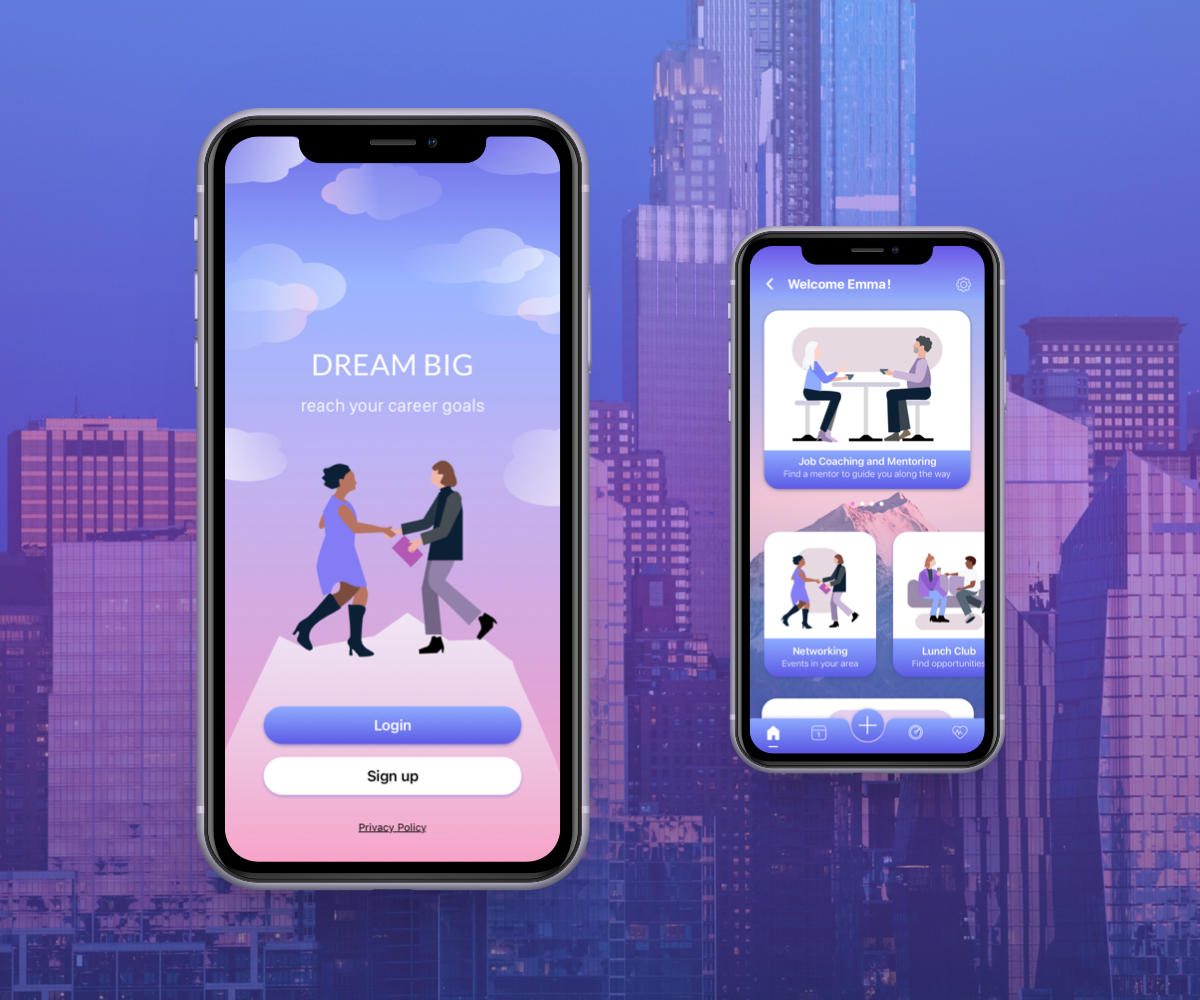 DREAM BIG
reach your career goals
Login
Sign up
Privacy Policy
Welcome Emma!
Job Coaching and Mentoring
Find a mentor to guide you along the way
Networking
Events in your area
Lunch Club
Find opportunities
1